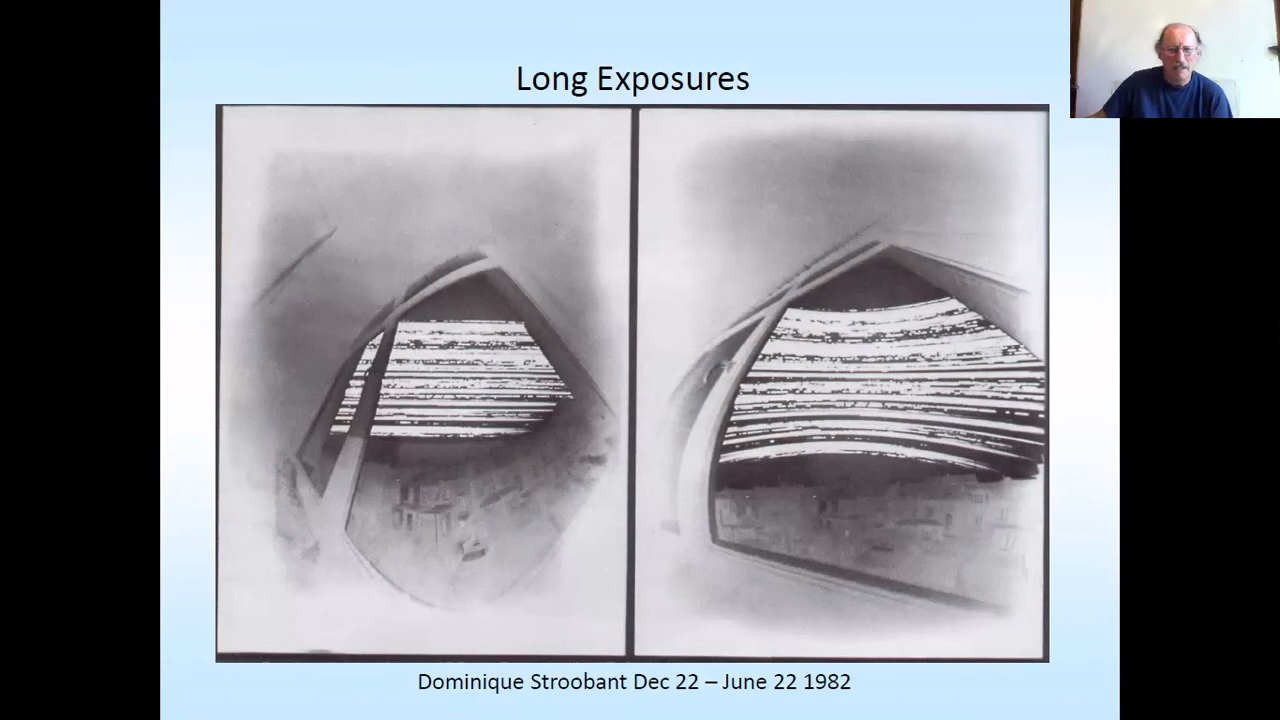 Long Exposures
Dominique Stroobant Dec 22 – June 22 1982